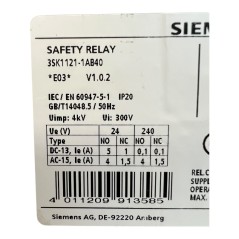 SIEM
SAFETY RELAY
3SK1121-1AB40
*E03* V1.0.2
IEC / EN 60947-5-1 IP20
GB/T14048.5 / 50Hz
Uimp: 4kV Ui: 300V
Ue (V) 24 240
Type NO NC NO NC
DC-13, Ie (A) 5 1 0,1 0,1
AC-15, Ie (A) 4 1,5 4 1,5
4 011209 913585
Siemens AG, DE-92220 Amberg
REL. C
SUPPLY
OPERAT
MAX.